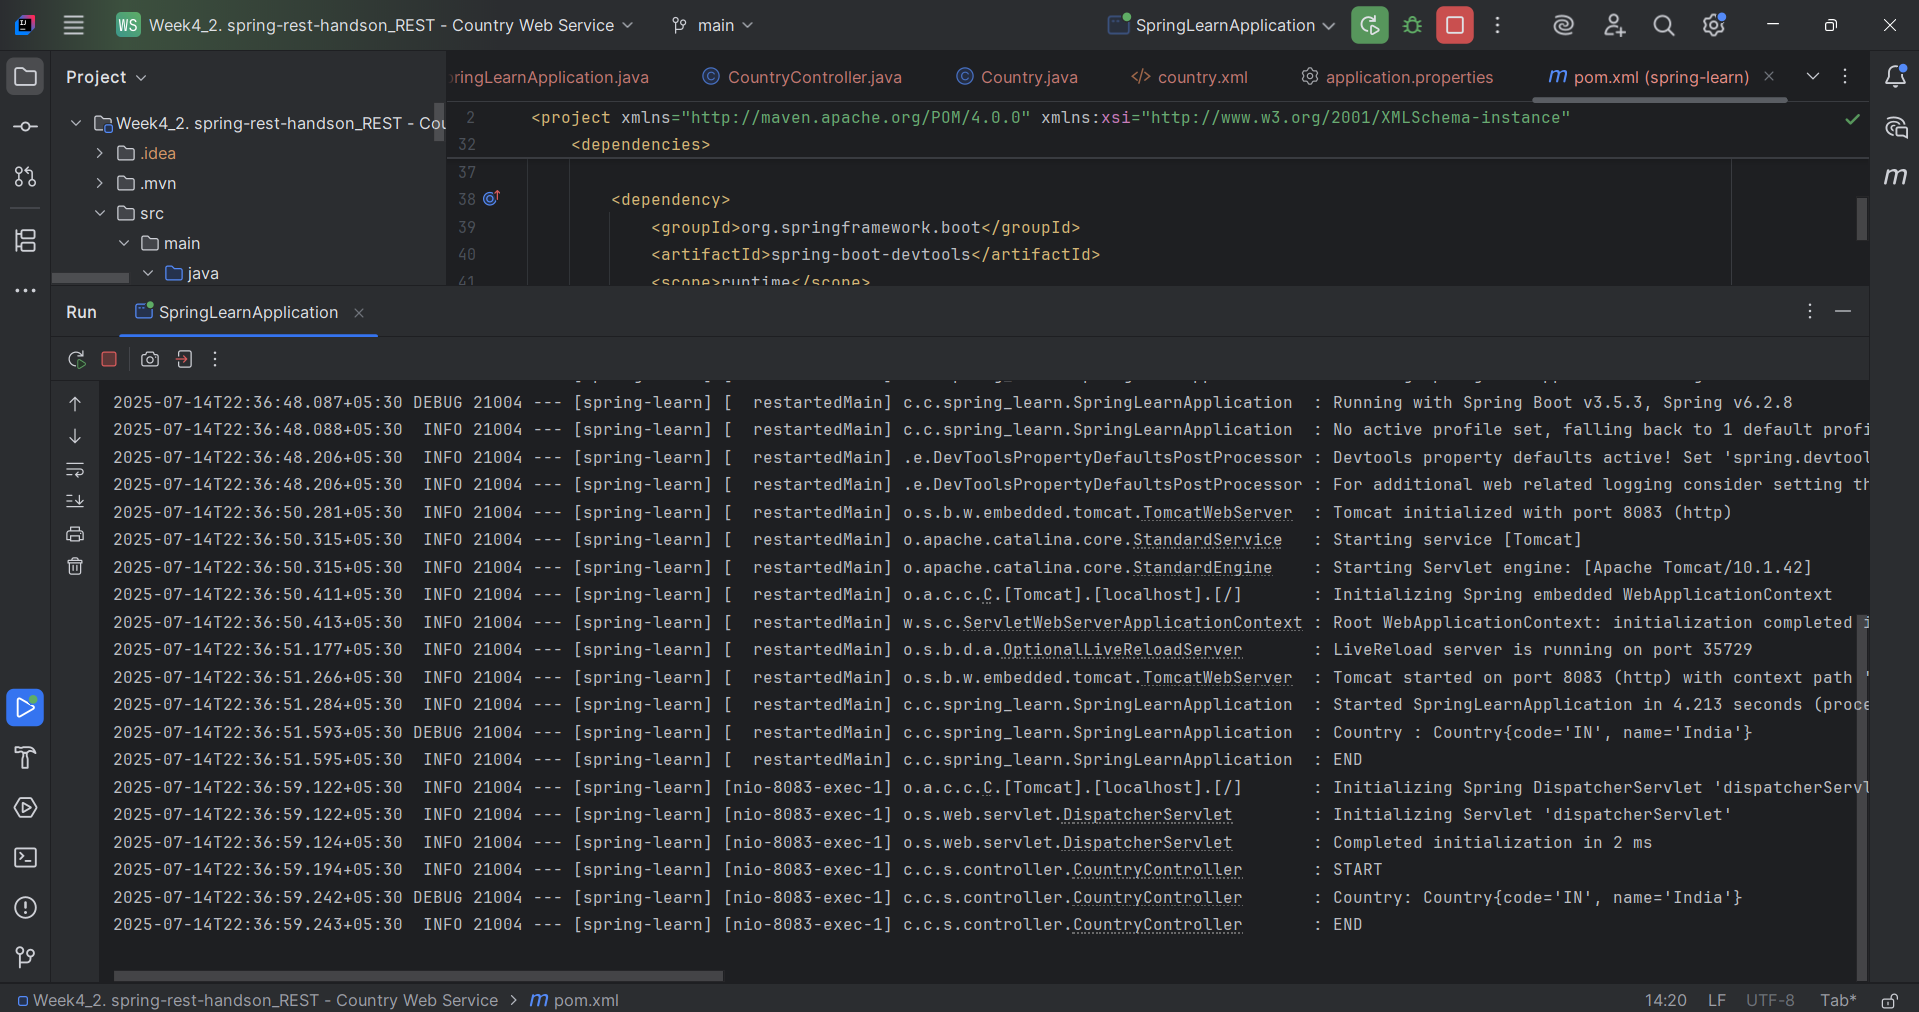 WS Week4_2. spring-rest-handson_REST - Country Web Service main SpringLearnApplication
Project
ringLearnApplication.java CountryController.java Country.java country.xml application.properties pom.xml (spring-learn)
Week4_2. spring-rest-handson_REST - Cou
.idea
.mvn
src
main
java
2 <project xmlns="http://maven.apache.org/POM/4.0.0" xmlns:xsi="http://www.w3.org/2001/XMLSchema-instance"
32 <dependencies>
37
38 <dependency>
39 <groupId>org.springframework.boot</groupId>
40 <artifactId>spring-boot-devtools</artifactId>
41 <scope>runtime</scope>
Run SpringLearnApplication
2025-07-14T22:36:48.087+05:30 DEBUG 21004 --- [spring-learn] [  restartedMain] c.c.spring_learn.SpringLearnApplication : Running with Spring Boot v3.5.3, Spring v6.2.8
2025-07-14T22:36:48.088+05:30  INFO 21004 --- [spring-learn] [  restartedMain] c.c.spring_learn.SpringLearnApplication : No active profile set, falling back to 1 default profi
2025-07-14T22:36:48.206+05:30  INFO 21004 --- [spring-learn] [  restartedMain] .e.DevToolsPropertyDefaultsPostProcessor : Devtools property defaults active! Set 'spring.devtool
2025-07-14T22:36:48.206+05:30  INFO 21004 --- [spring-learn] [  restartedMain] .e.DevToolsPropertyDefaultsPostProcessor : For additional web related logging consider setting th
2025-07-14T22:36:50.281+05:30  INFO 21004 --- [spring-learn] [  restartedMain] o.s.b.w.embedded.tomcat.TomcatWebServer : Tomcat initialized with port 8083 (http)
2025-07-14T22:36:50.315+05:30  INFO 21004 --- [spring-learn] [  restartedMain] o.apache.catalina.core.StandardService : Starting service [Tomcat]
2025-07-14T22:36:50.315+05:30  INFO 21004 --- [spring-learn] [  restartedMain] o.apache.catalina.core.StandardEngine : Starting Servlet engine: [Apache Tomcat/10.1.42]
2025-07-14T22:36:50.411+05:30  INFO 21004 --- [spring-learn] [  restartedMain] o.a.c.c.C.[Tomcat].[localhost].[/] : Initializing Spring embedded WebApplicationContext
2025-07-14T22:36:50.413+05:30  INFO 21004 --- [spring-learn] [  restartedMain] w.s.c.ServletWebServerApplicationContext : Root WebApplicationContext: initialization completed i
2025-07-14T22:36:51.177+05:30  INFO 21004 --- [spring-learn] [  restartedMain] o.s.b.d.a.OptionalLiveReloadServer : LiveReload server is running on port 35729
2025-07-14T22:36:51.266+05:30  INFO 21004 --- [spring-learn] [  restartedMain] o.s.b.w.embedded.tomcat.TomcatWebServer : Tomcat started on port 8083 (http) with context path '
2025-07-14T22:36:51.284+05:30  INFO 21004 --- [spring-learn] [  restartedMain] c.c.spring_learn.SpringLearnApplication : Started SpringLearnApplication in 4.213 seconds (proce
2025-07-14T22:36:51.593+05:30 DEBUG 21004 --- [spring-learn] [  restartedMain] c.c.spring_learn.SpringLearnApplication : Country : Country{code='IN', name='India'}
2025-07-14T22:36:51.595+05:30  INFO 21004 --- [spring-learn] [  restartedMain] c.c.spring_learn.SpringLearnApplication : END
2025-07-14T22:36:59.122+05:30  INFO 21004 --- [spring-learn] [nio-8083-exec-1] o.a.c.c.C.[Tomcat].[localhost].[/] : Initializing Spring DispatcherServlet 'dispatcherServl
2025-07-14T22:36:59.122+05:30  INFO 21004 --- [spring-learn] [nio-8083-exec-1] o.s.web.servlet.DispatcherServlet : Initializing Servlet 'dispatcherServlet'
2025-07-14T22:36:59.124+05:30  INFO 21004 --- [spring-learn] [nio-8083-exec-1] o.s.web.servlet.DispatcherServlet : Completed initialization in 2 ms
2025-07-14T22:36:59.194+05:30  INFO 21004 --- [spring-learn] [nio-8083-exec-1] c.c.s.controller.CountryController : START
2025-07-14T22:36:59.242+05:30 DEBUG 21004 --- [spring-learn] [nio-8083-exec-1] c.c.s.controller.CountryController : Country: Country{code='IN', name='India'}
2025-07-14T22:36:59.243+05:30  INFO 21004 --- [spring-learn] [nio-8083-exec-1] c.c.s.controller.CountryController : END
Week4_2. spring-rest-handson_REST - Country Web Service > pom.xml 14:20 LF UTF-8 Tab*